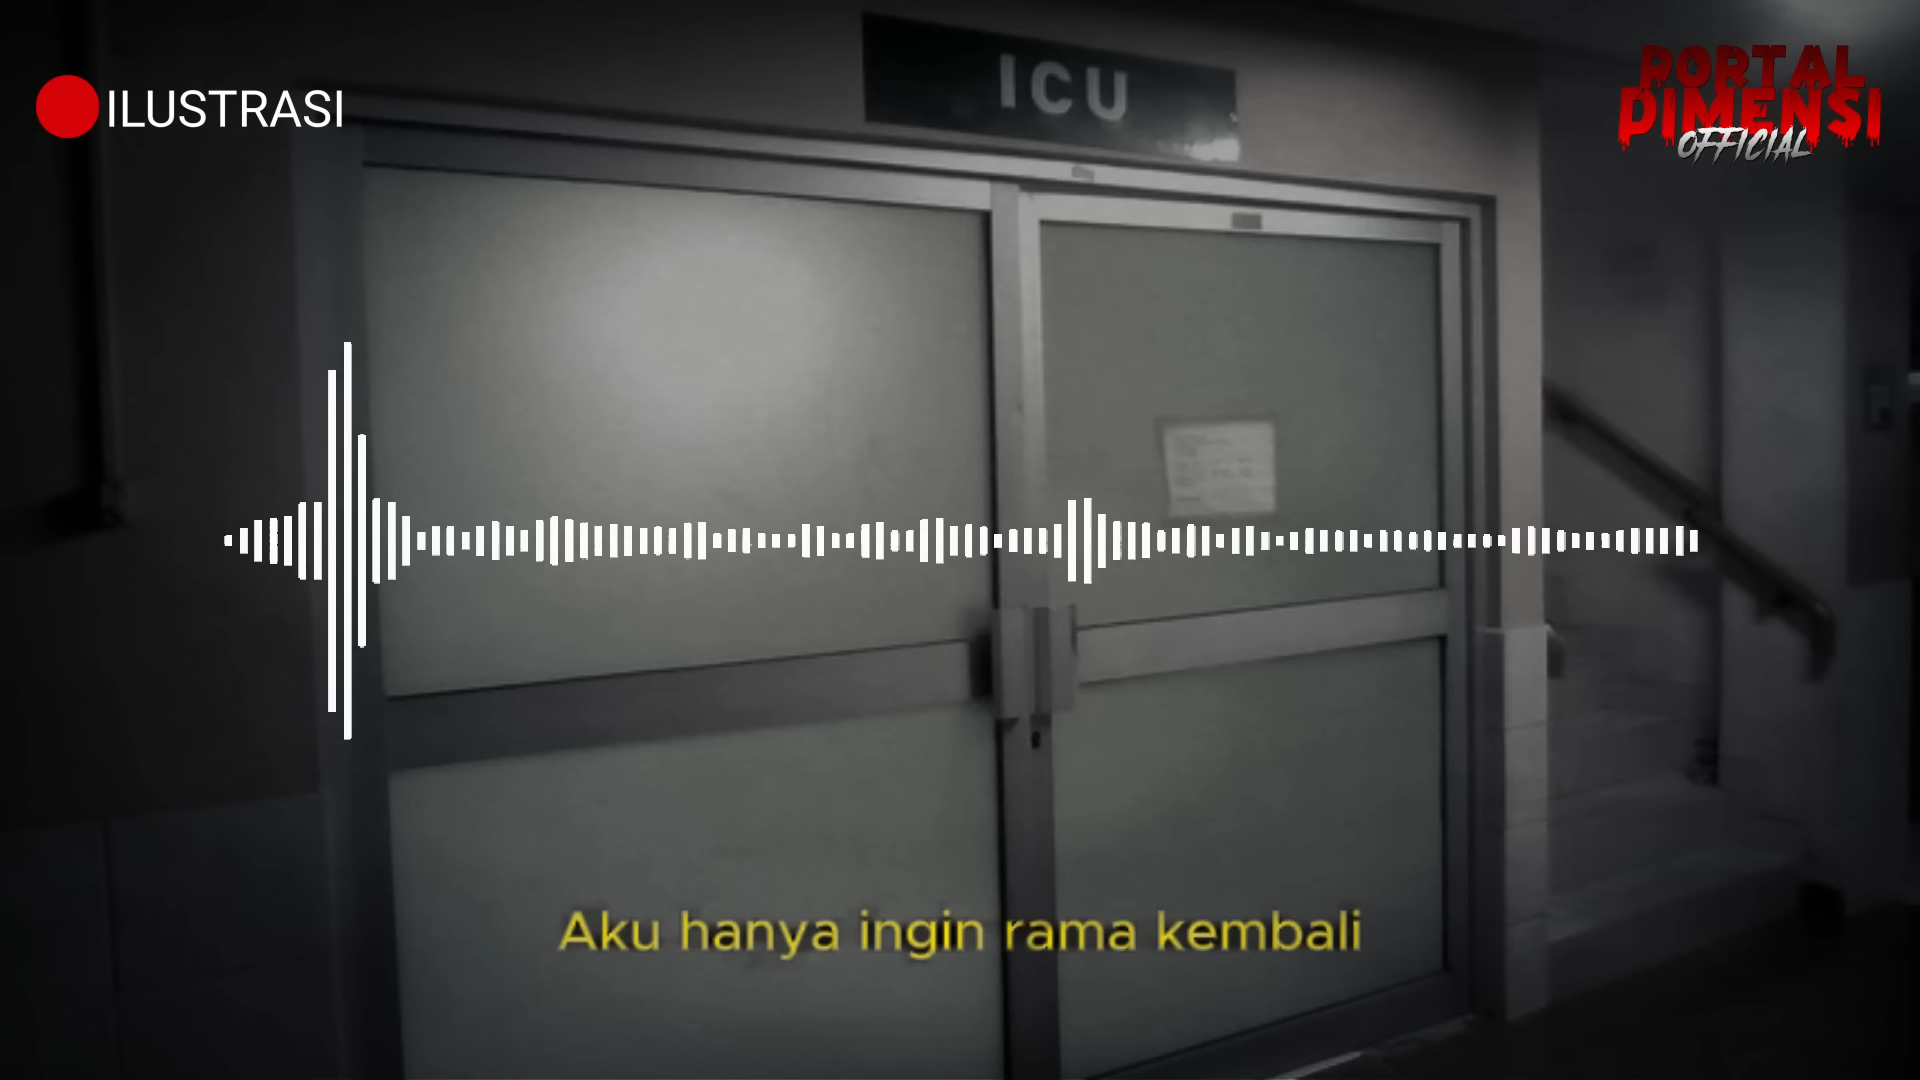 ILUSTRASI
ICU
PORTAL
DIMENSI
OFFICIAL
Aku hanya ingin rama kembali